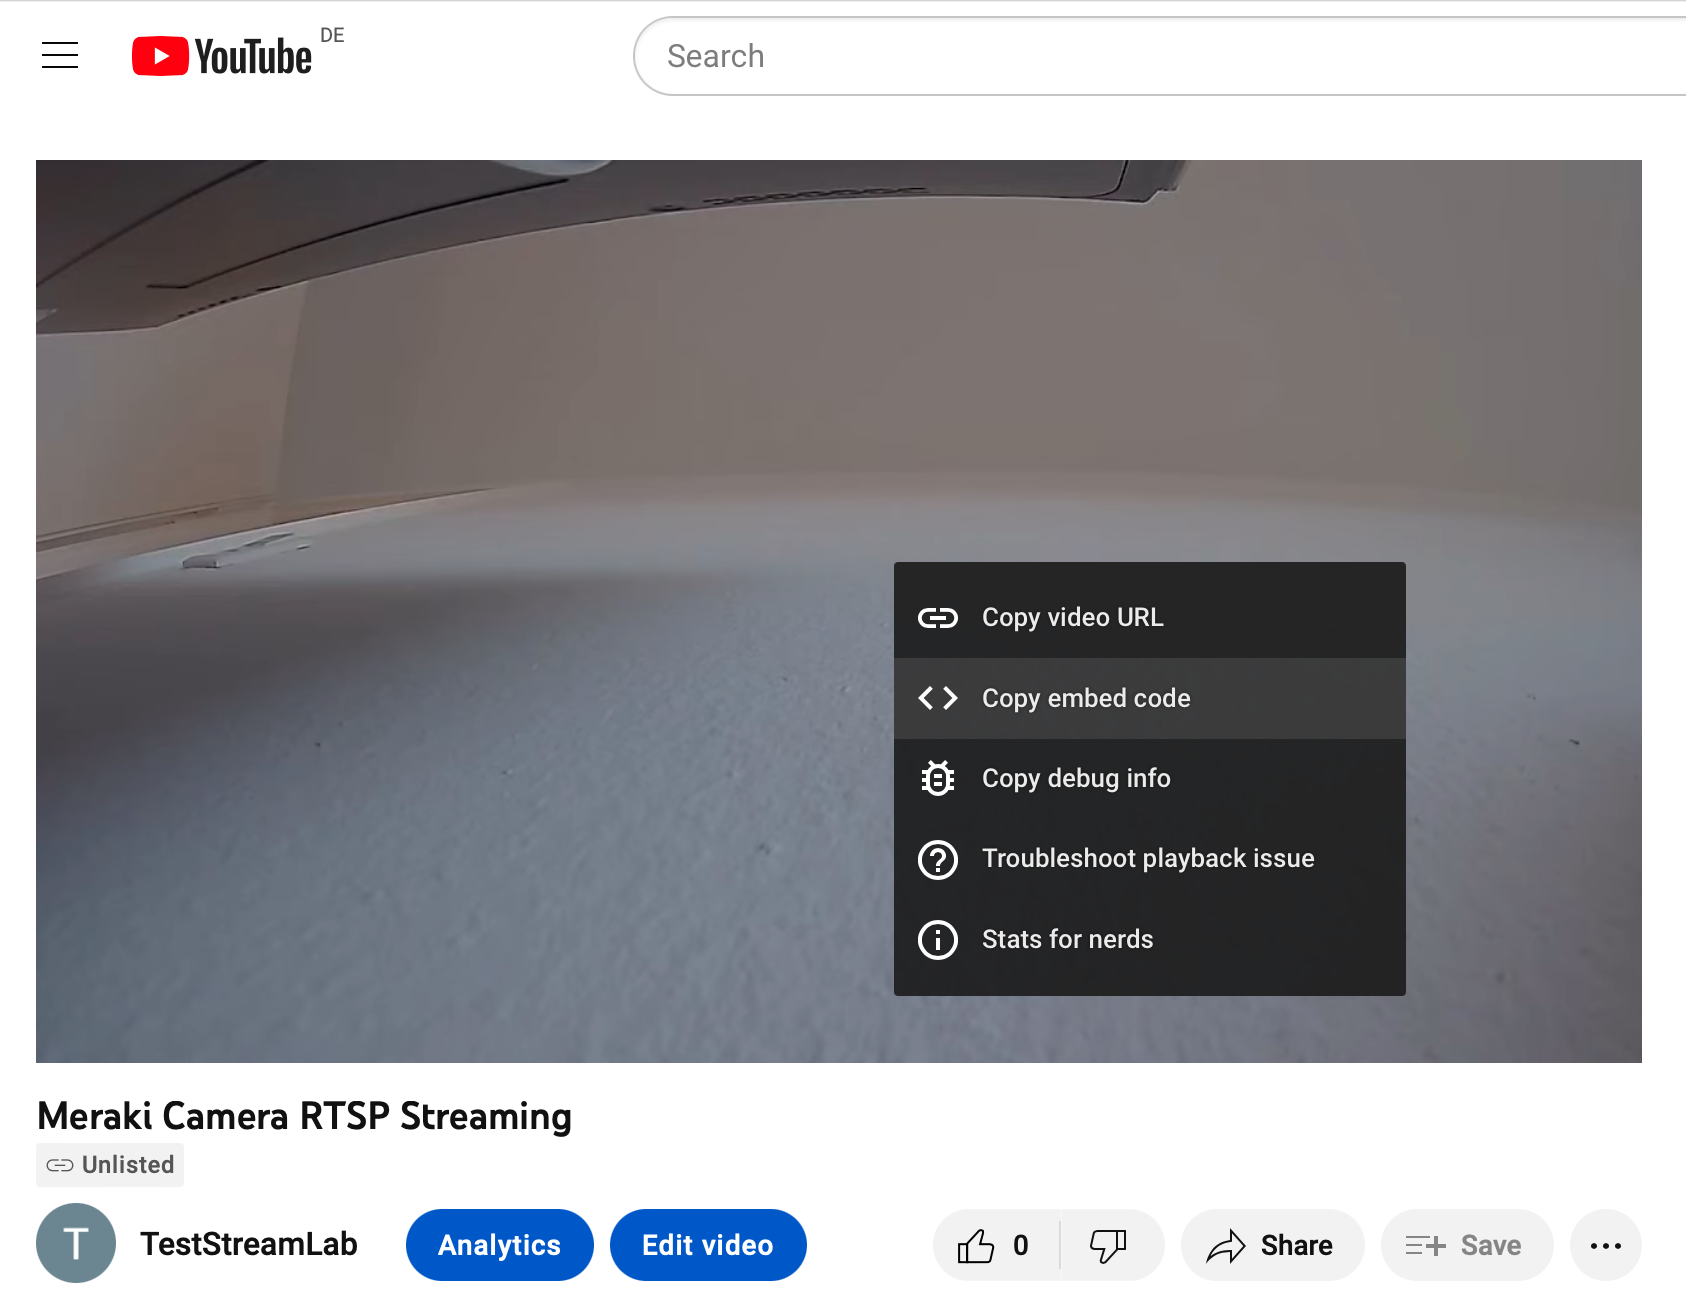 YouTube DE
Search
Copy video URL
Copy embed code
Copy debug info
Troubleshoot playback issue
Stats for nerds
Meraki Camera RTSP Streaming
Unlisted
T TestStreamLab Analytics Edit video 0 Share Save